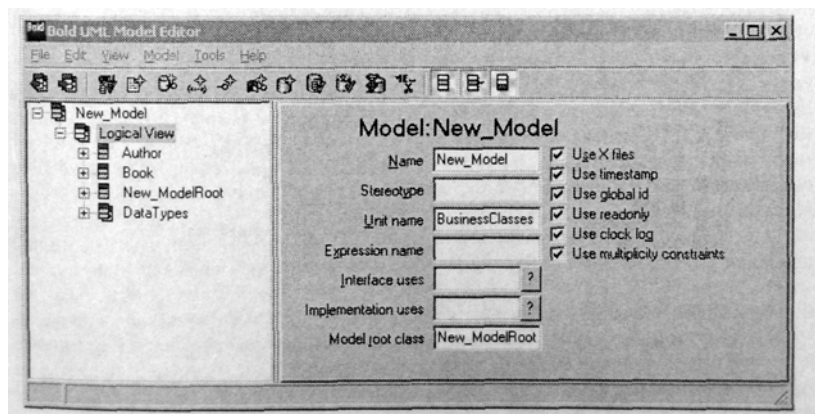 Bold UML Model Editor
File Edit View Model Tools Help
New_Model
Logical View
Author
Book
New_ModelRoot
DataTypes
Model:New_Model
Name New_Model
Stereotype
Unit name BusinessClasses
Expression name
Interface uses ?
Implementation uses ?
Model root class New_ModelRoot
Use X files
Use timestamp
Use global id
Use readonly
Use clock log
Use multiplicity constraints